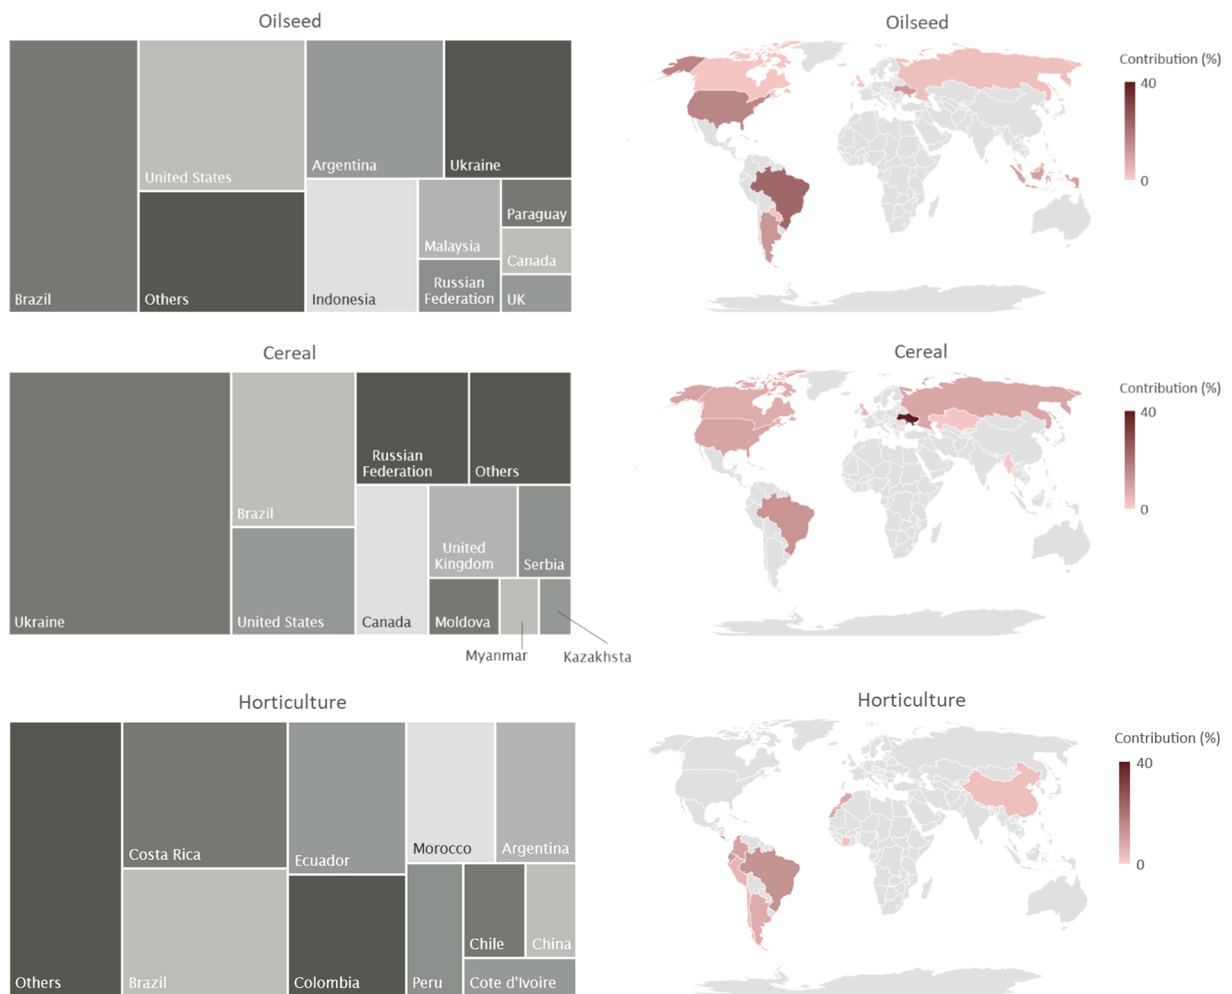 Oilseed
Brazil
United States
Others
Argentina
Ukraine
Indonesia
Malaysia
Russian
Federation
Paraguay
Canada
UK
Oilseed
Contribution (%)
40
0
Cereal
Ukraine
Brazil
United States
Russian
Federation
Others
Canada
United
Kingdom
Serbia
Moldova
Myanmar
Kazakhsta
Cereal
Contribution (%)
40
0
Horticulture
Others
Costa Rica
Brazil
Ecuador
Colombia
Morocco
Argentina
Peru
Chile
China
Cote d'Ivoire
Horticulture
Contribution (%)
40
0